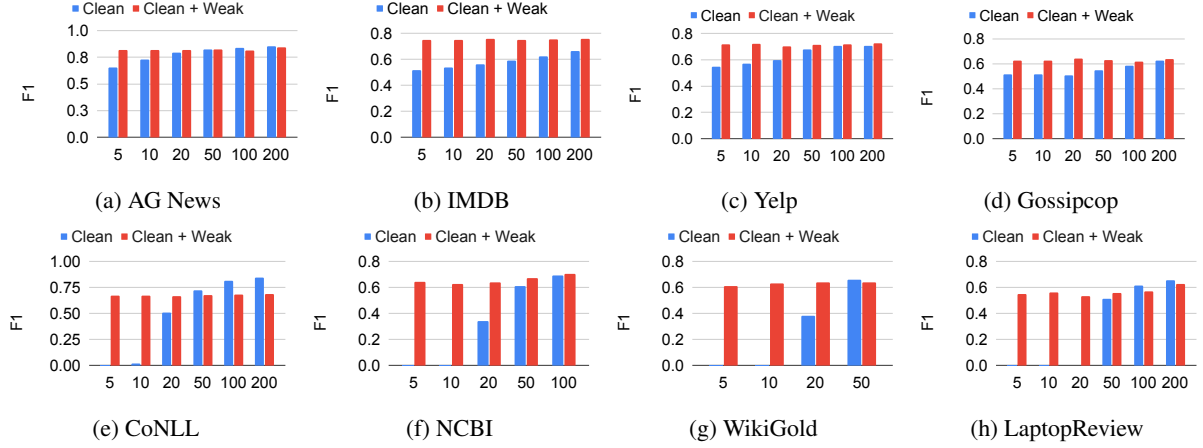 Clean Clean + Weak
F1
1.0
0.8
0.5
0.3
0.0
5 10 20 50 100 200
(a) AG News
Clean Clean + Weak
F1
0.8
0.6
0.4
0.2
0.0
5 10 20 50 100 200
(b) IMDB
Clean Clean + Weak
F1
0.8
0.6
0.4
0.2
0.0
5 10 20 50 100 200
(c) Yelp
Clean Clean + Weak
F1
0.8
0.6
0.4
0.2
0.0
5 10 20 50 100 200
(d) Gossipcop
Clean Clean + Weak
F1
1.00
0.75
0.50
0.25
0.00
5 10 20 50 100 200
(e) CoNLL
Clean Clean + Weak
F1
0.8
0.6
0.4
0.2
0.0
5 10 20 50 100
(f) NCBI
Clean Clean + Weak
F1
0.8
0.6
0.4
0.2
0.0
5 10 20 50
(g) WikiGold
Clean Clean + Weak
F1
0.8
0.6
0.4
0.2
0.0
5 10 20 50 100 200
(h) LaptopReview